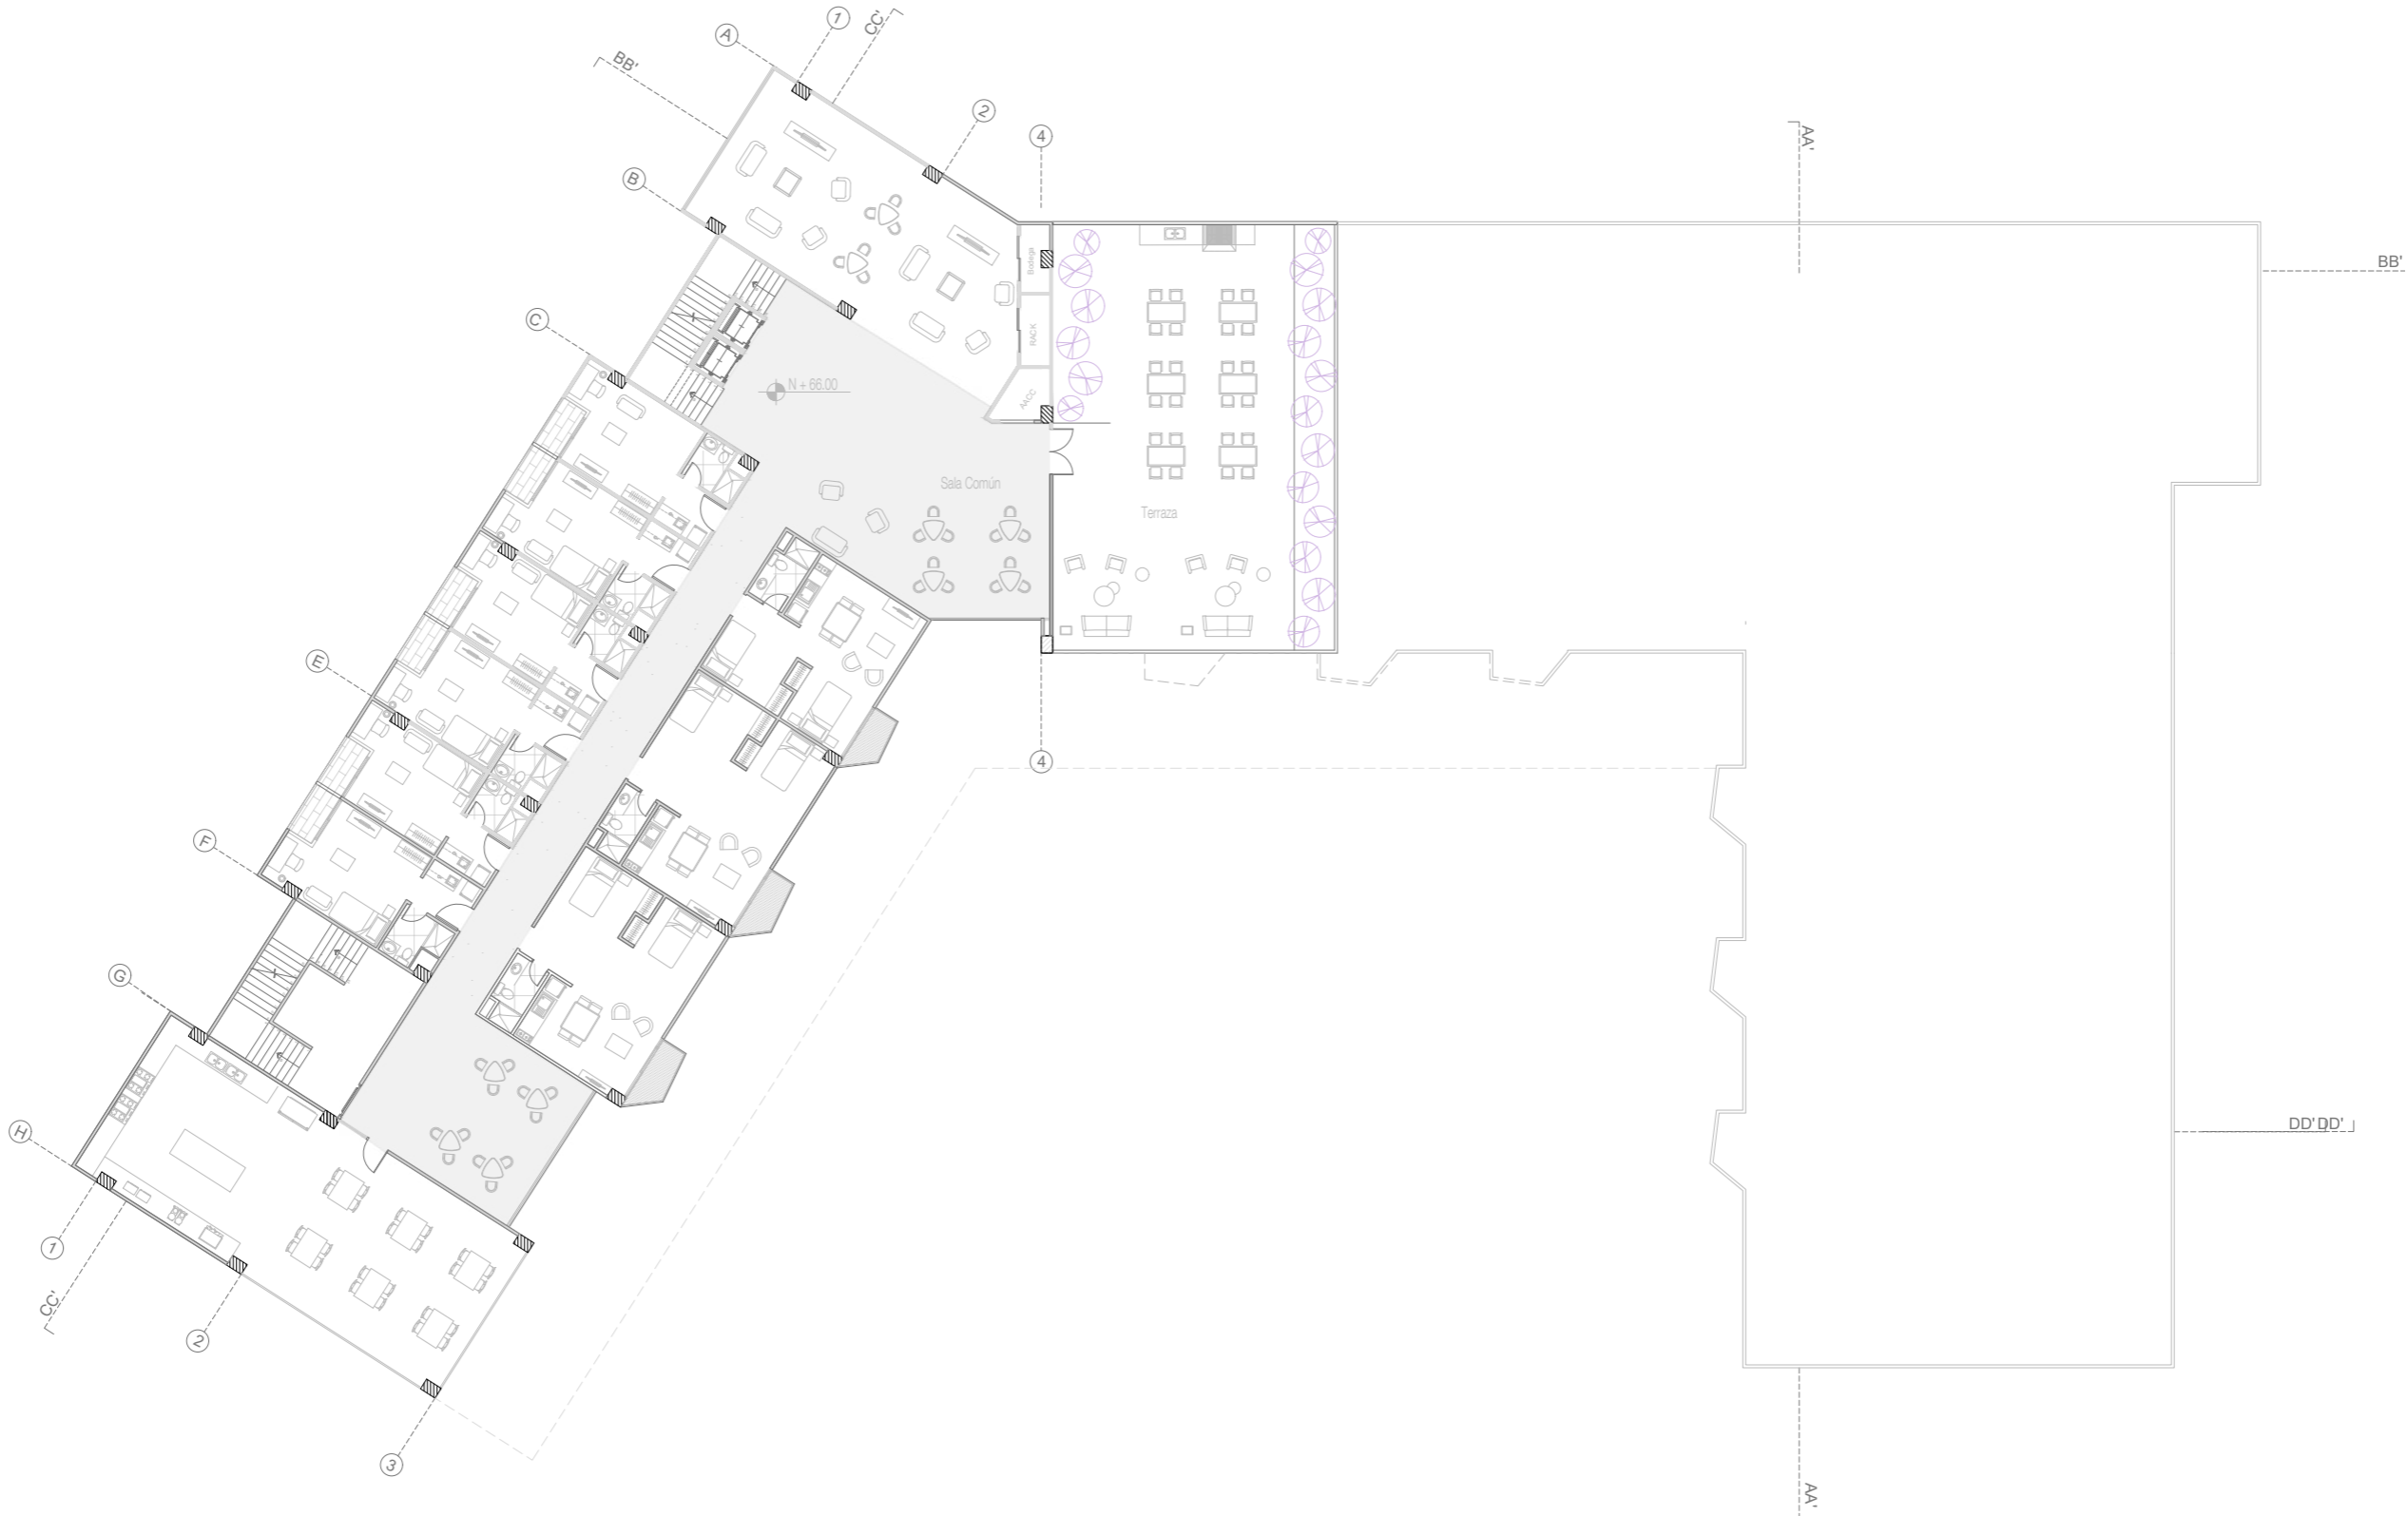 1
CC'
A
BB'
2
4
AA'
B
Bodega
BB'
C
RACK
N + 66.00
AACC
Sala Común
Terraza
E
4
F
G
H
DD' DD'
1
CC'
2
3
AA'